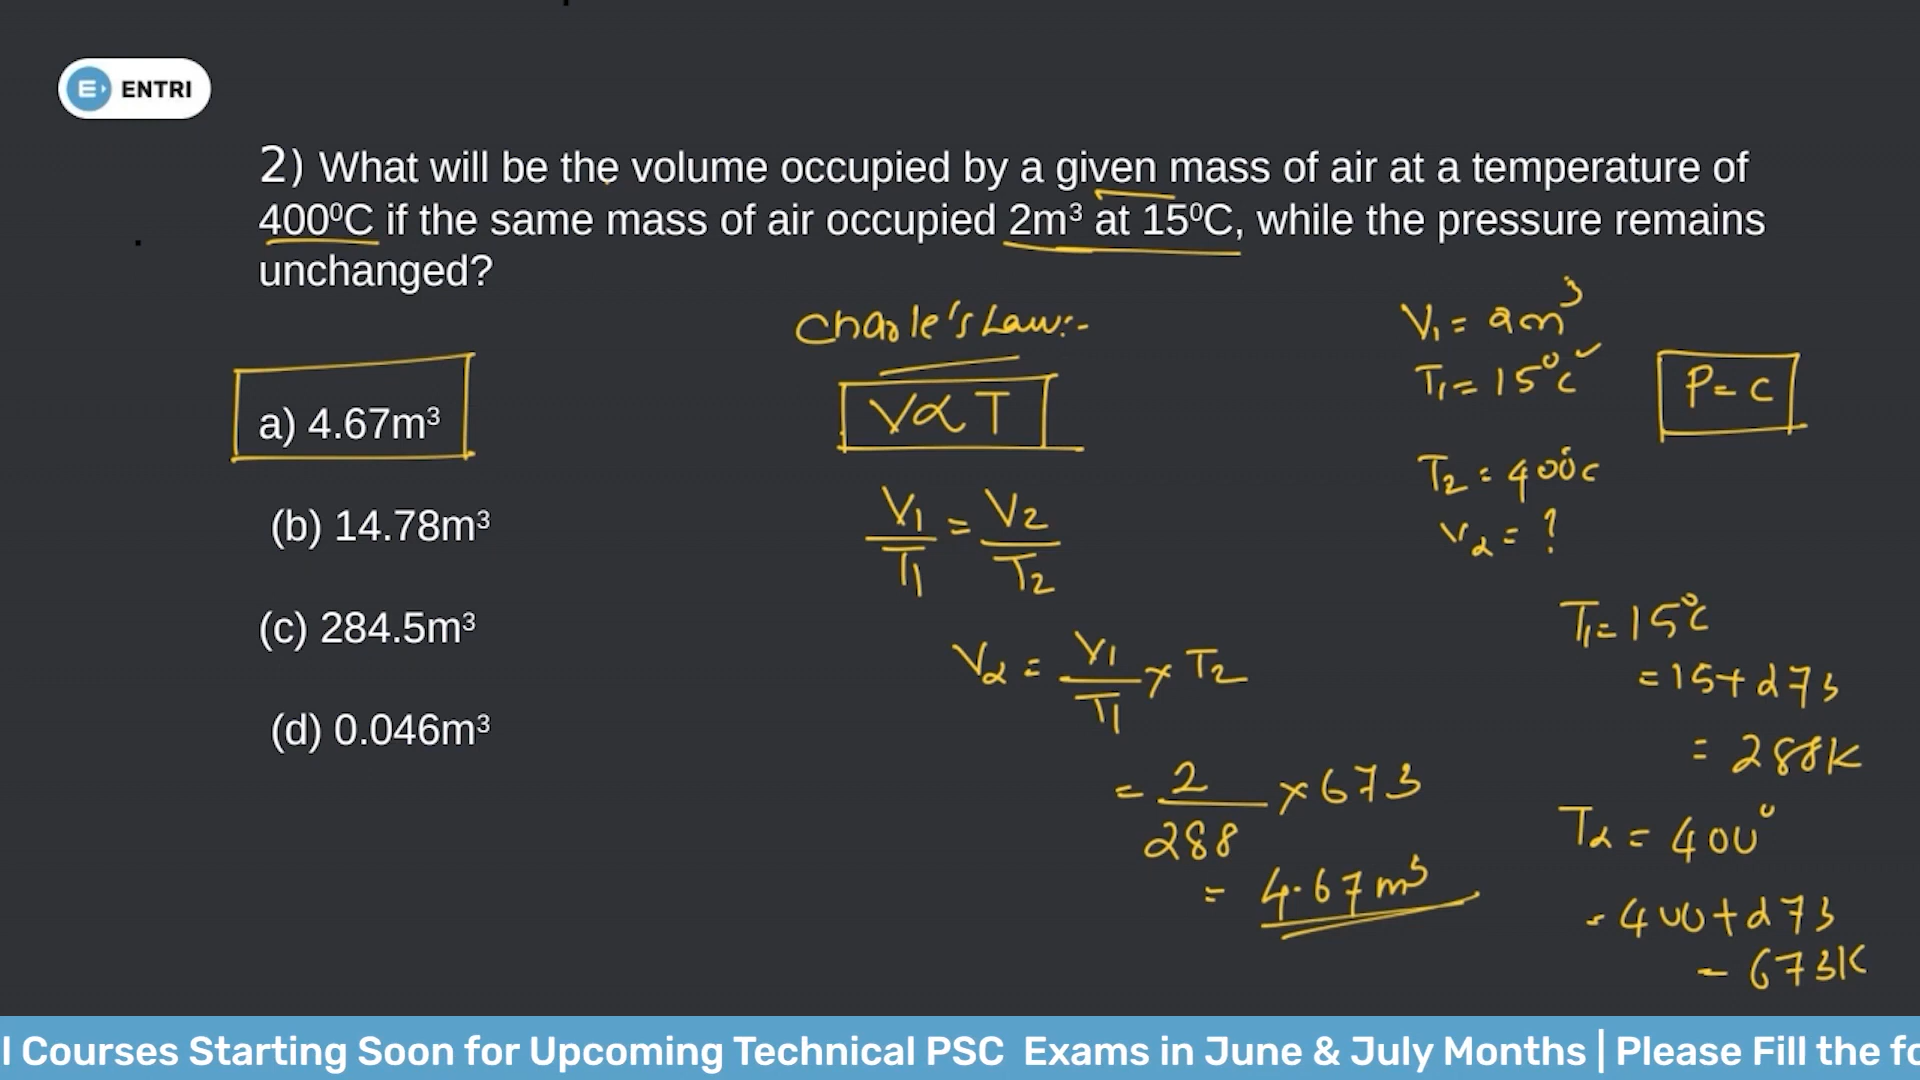 ENTRI
2) What will be the volume occupied by a given mass of air at a temperature of
400⁰C if the same mass of air occupied 2m³ at 15⁰C, while the pressure remains
unchanged?
a) 4.67m³
(b) 14.78m³
(c) 284.5m³
(d) 0.046m³
Charle's Law:-
V∝T
V₁/T₁ = V₂/T₂
V₂ = V₁/T₁ × T₂
= 2/288 × 673
= 4.67m³
V₁ = 2m³
T₁ = 15°C
P = C
T₂ = 400°C
V₂ = ?
T₁ = 15°C
= 15+273
= 288K
T₂ = 400°
= 400+273
= 673K
l Courses Starting Soon for Upcoming Technical PSC Exams in June & July Months | Please Fill the fo